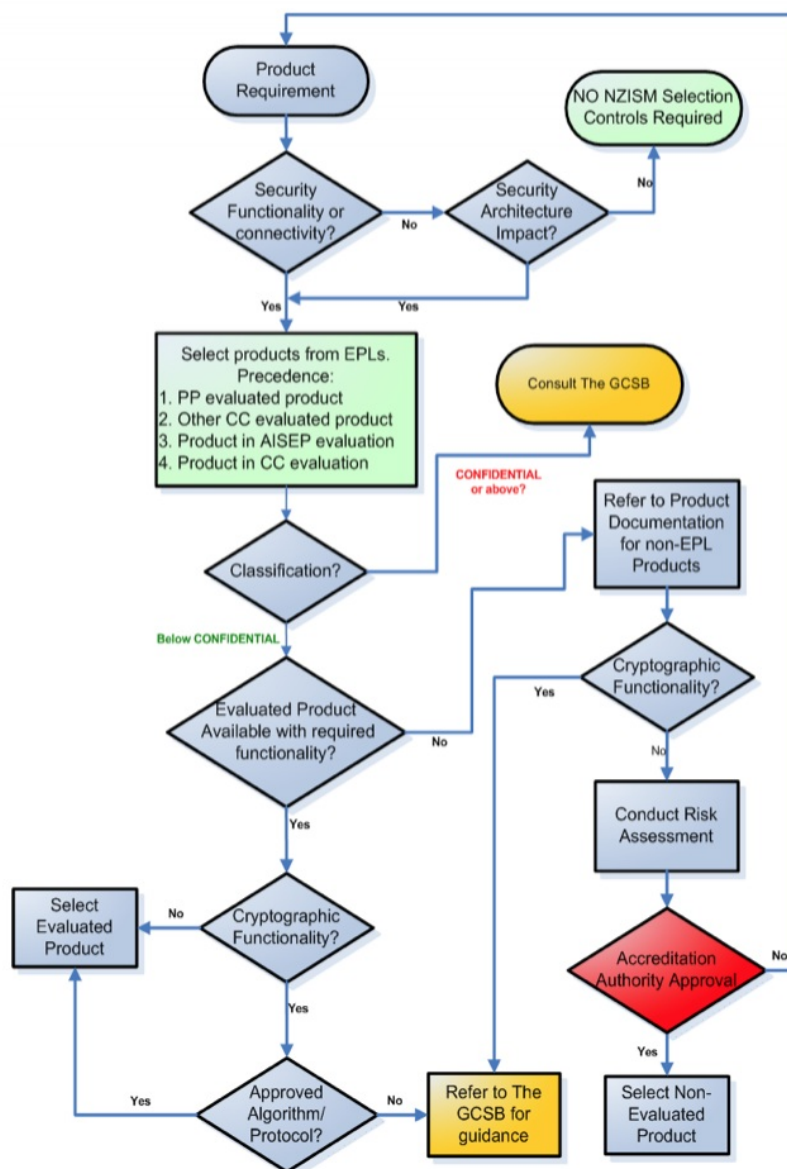 Product
Requirement
NO NZISM Selection
Controls Required
Security
Functionality or
connectivity?
No
Security
Architecture
Impact?
No
Yes
Yes
Select products from EPLs.
Precedence:
1. PP evaluated product
2. Other CC evaluated product
3. Product in AISEP evaluation
4. Product in CC evaluation
Consult The GCSB
CONFIDENTIAL
or above?
Classification?
Refer to Product
Documentation
for non-EPL
Products
Below CONFIDENTIAL
Evaluated Product
Available with required
functionality?
No
Cryptographic
Functionality?
Yes
No
Conduct Risk
Assessment
Yes
Select
Evaluated
Product
No
Cryptographic
Functionality?
Accreditation
Authority Approval
No
Yes
Yes
Approved
Algorithm/
Protocol?
Yes
No
Refer to The
GCSB for
guidance
Select Non-
Evaluated
Product